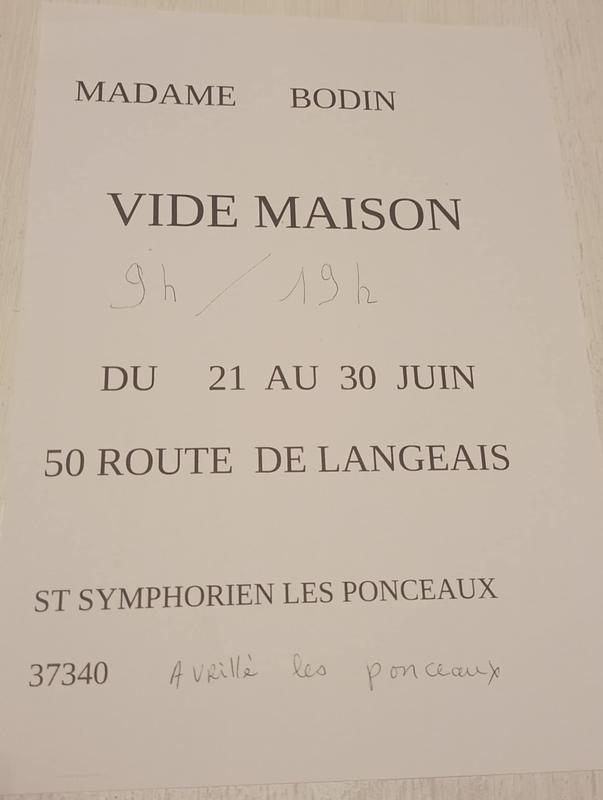 MADAME BODIN
VIDE MAISON
9h / 19h
DU 21 AU 30 JUIN
50 ROUTE DE LANGEAIS
ST SYMPHORIEN LES PONCEAUX
37340 AVRillé les ponceaux